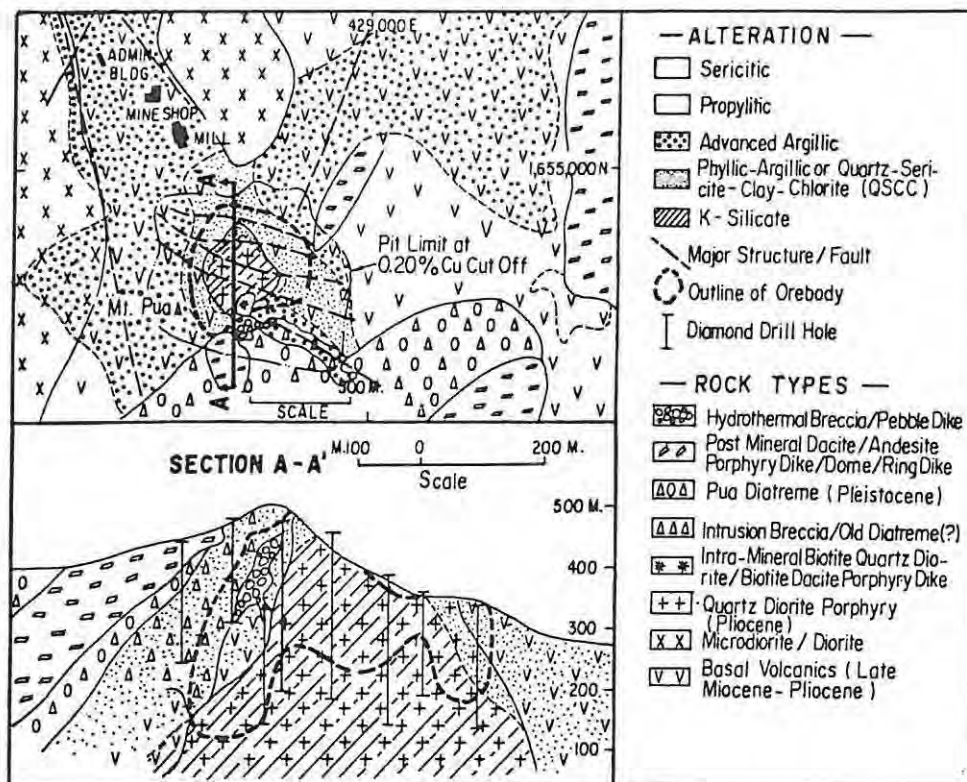 429,000 E
ADMIN
BLDG
MINE SHOP
MILL
1,655,000 N
A'
Pit Limit at
0.20% Cu Cut Off
Mt. Pua
A
500 M.
SCALE
SECTION A-A'
M.100 0 200 M.
Scale
500 M.
400
300
200
100
— ALTERATION —
Sericitic
Propylitic
Advanced Argillic
Phyllic-Argillic or Quartz-Seri-
cite-Clay-Chlorite (QSCC)
K-Silicate
Major Structure / Fault
Outline of Orebody
Diamond Drill Hole
— ROCK TYPES —
Hydrothermal Breccia/Pebble Dike
Post Mineral Dacite/Andesite
Porphyry Dike/Dome/Ring Dike
Pua Diatreme (Pleistocene)
Intrusion Breccia/Old Diatreme(?)
Intra-Mineral Biotite Quartz Dio-
rite/Biotite Dacite Porphyry Dike
Quartz Diorite Porphyry
(Pliocene)
Microdiorite / Diorite
Basal Volcanics (Late
Miocene-Pliocene)